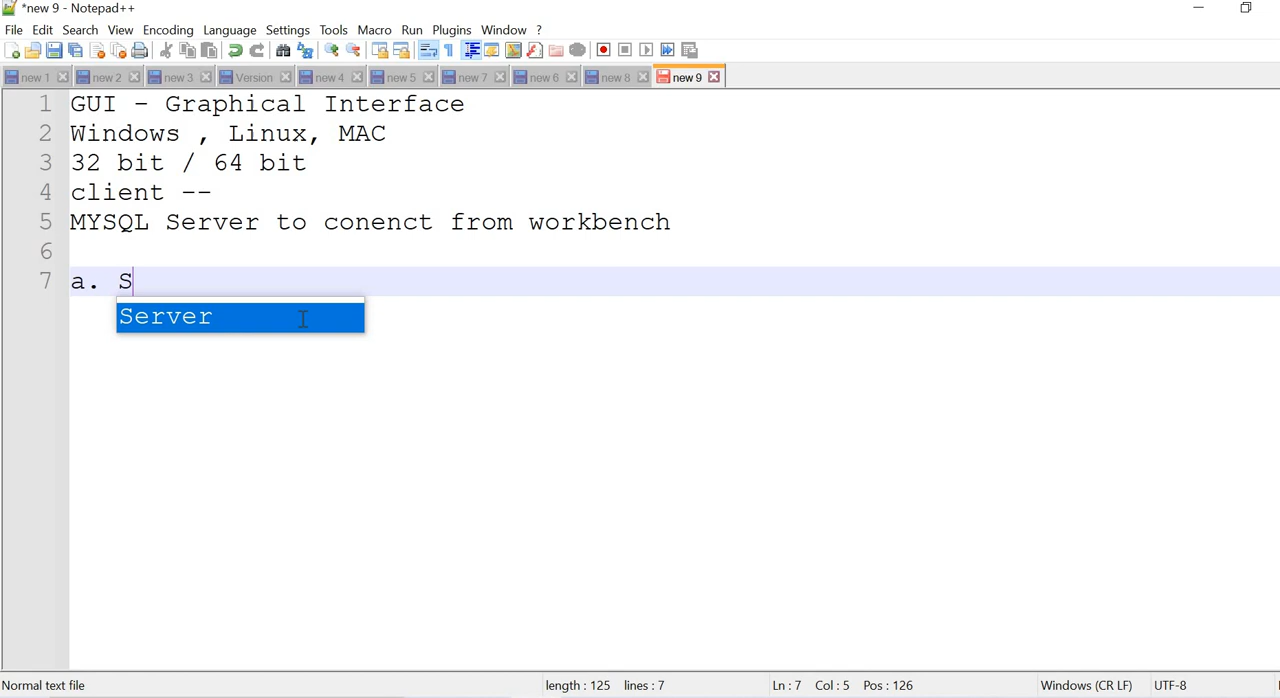 *new 9 - Notepad++
File Edit Search View Encoding Language Settings Tools Macro Run Plugins Window ?
new 1 new 2 new 3 Version new 4 new 5 new 7 new 6 new 8 new 9
1 GUI - Graphical Interface
2 Windows , Linux, MAC
3 32 bit / 64 bit
4 client --
5 MYSQL Server to conenct from workbench
6
7 a. S
Server
Normal text file length : 125 lines : 7 Ln : 7 Col : 5 Pos : 126 Windows (CR LF) UTF-8